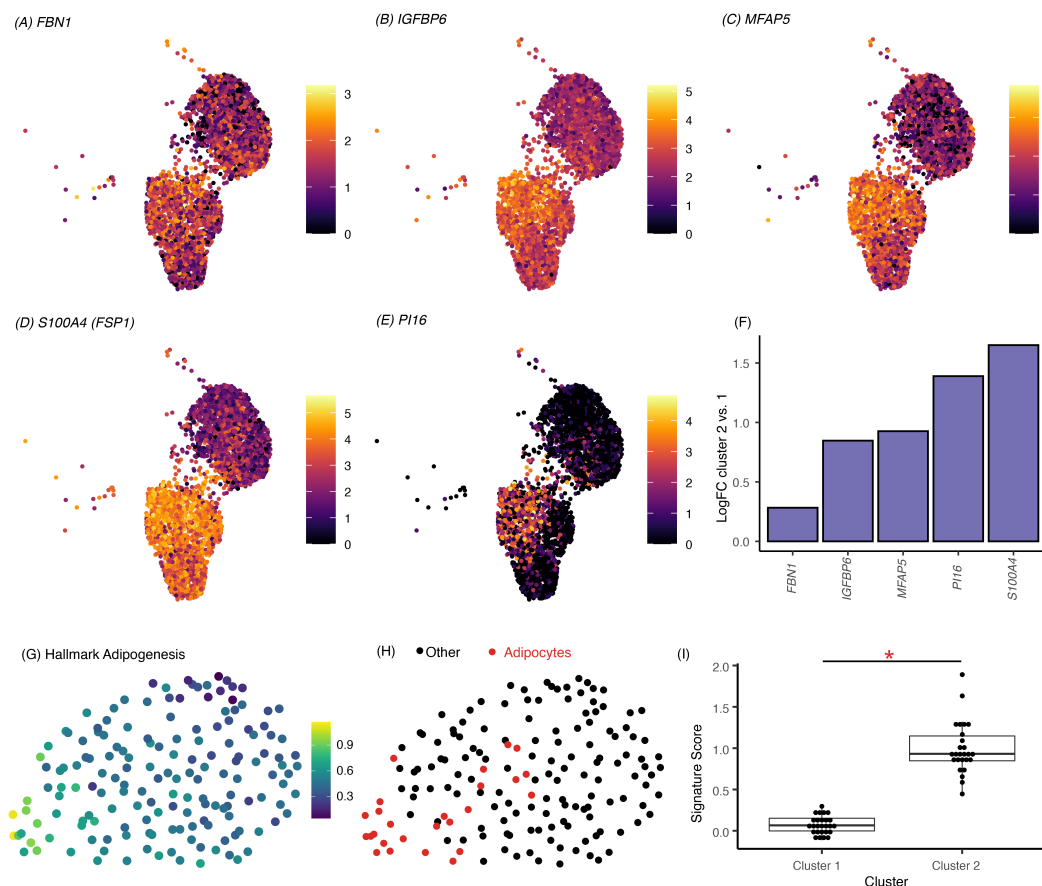 (A) FBN1
(B) IGFBP6
(C) MFAP5
3
2
1
0
5
4
3
2
1
0
(D) S100A4 (FSP1)
(E) PI16
(F)
5
4
3
2
1
0
4
3
2
1
0
LogFC cluster 2 vs. 1
1.5
1.0
0.5
0.0
FBN1
IGFBP6
MFAP5
PI16
S100A4
(G) Hallmark Adipogenesis
0.9
0.6
0.3
(H)
Other
Adipocytes
(I)
Signature Score
2.0
1.5
1.0
0.5
0.0
*
Cluster 1
Cluster 2
Cluster